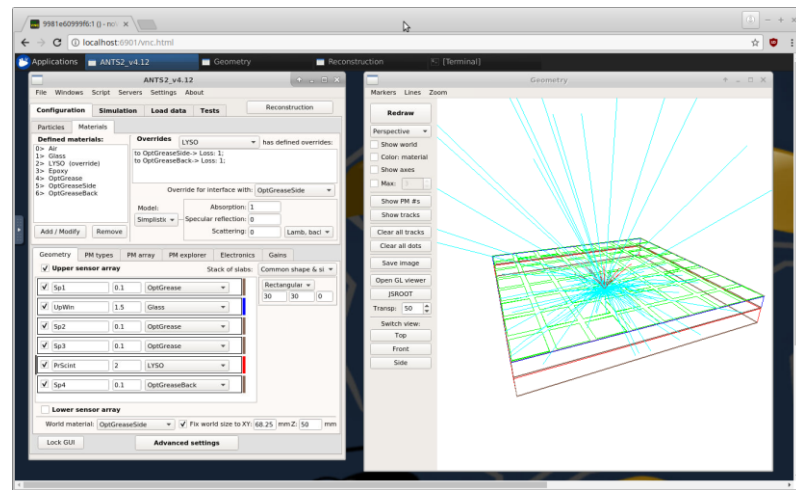 9981e60999f6:1 () - no
localhost:6901/vnc.html
Applications ANTS2_v4.12 Geometry Reconstruction [Terminal]
ANTS2_v4.12
File Windows Script Servers Settings About
Configuration Simulation Load data Tests Reconstruction
Particles Materials
Defined materials: Overrides LYSO has defined overrides:
0> Air
1> Glass
2> LYSO (override)
3> Epoxy
4> OptGrease
5> OptGreaseSide
6> OptGreaseBack
to OptGreaseSide-> Loss: 1;
to OptGreaseBack-> Loss: 1;
Override for interface with: OptGreaseSide
Model: Absorption: 1
Simplistic Specular reflection: 0
Scattering: 0 Lamb, bacl
Add / Modify Remove
Geometry PM types PM array PM explorer Electronics Gains
Upper sensor array Stack of slabs: Common shape & si
Sp1 0.1 OptGrease
Rectangular
30 30 0
UpWin 1.5 Glass
Sp2 0.1 OptGrease
Sp3 0.1 OptGrease
PrScint 2 LYSO
Sp4 0.1 OptGreaseBack
Lower sensor array
World material: OptGreaseSide Fix world size to XY: 68.25 mm Z: 50 mm
Lock GUI Advanced settings
Geometry
Markers Lines Zoom
Redraw
Perspective
Show world
Color: material
Show axes
Max:
Show PM #s
Show tracks
Clear all tracks
Clear all dots
Save image
Open GL viewer
JSROOT
Transp: 50
Switch view:
Top
Front
Side